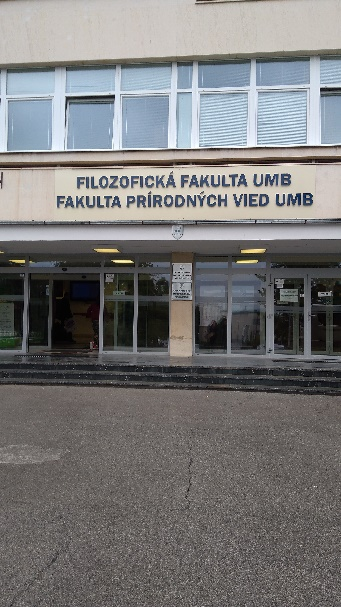 FILOZOFICKÁ FAKULTA UMB
FAKULTA PRÍRODNÝCH VIED UMB